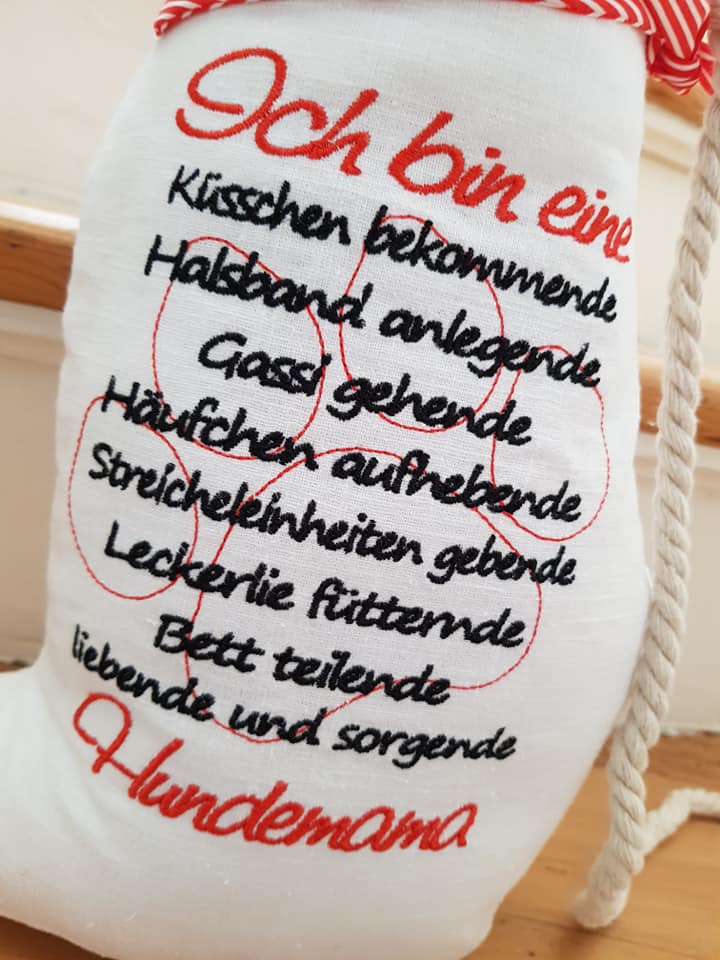 Ich bin eine
Küsschen bekommende
Halsband anlegende
Gassi gehende
Häufchen aufhebende
Streicheleinheiten gebende
Leckerlie fütternde
Bett teilende
liebende und sorgende
Hundemama